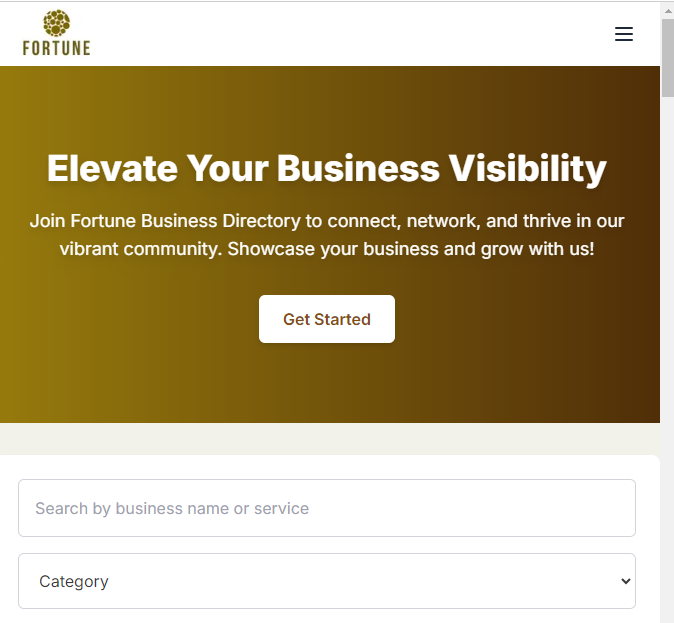 FORTUNE
Elevate Your Business Visibility
Join Fortune Business Directory to connect, network, and thrive in our
vibrant community. Showcase your business and grow with us!
Get Started
Search by business name or service
Category